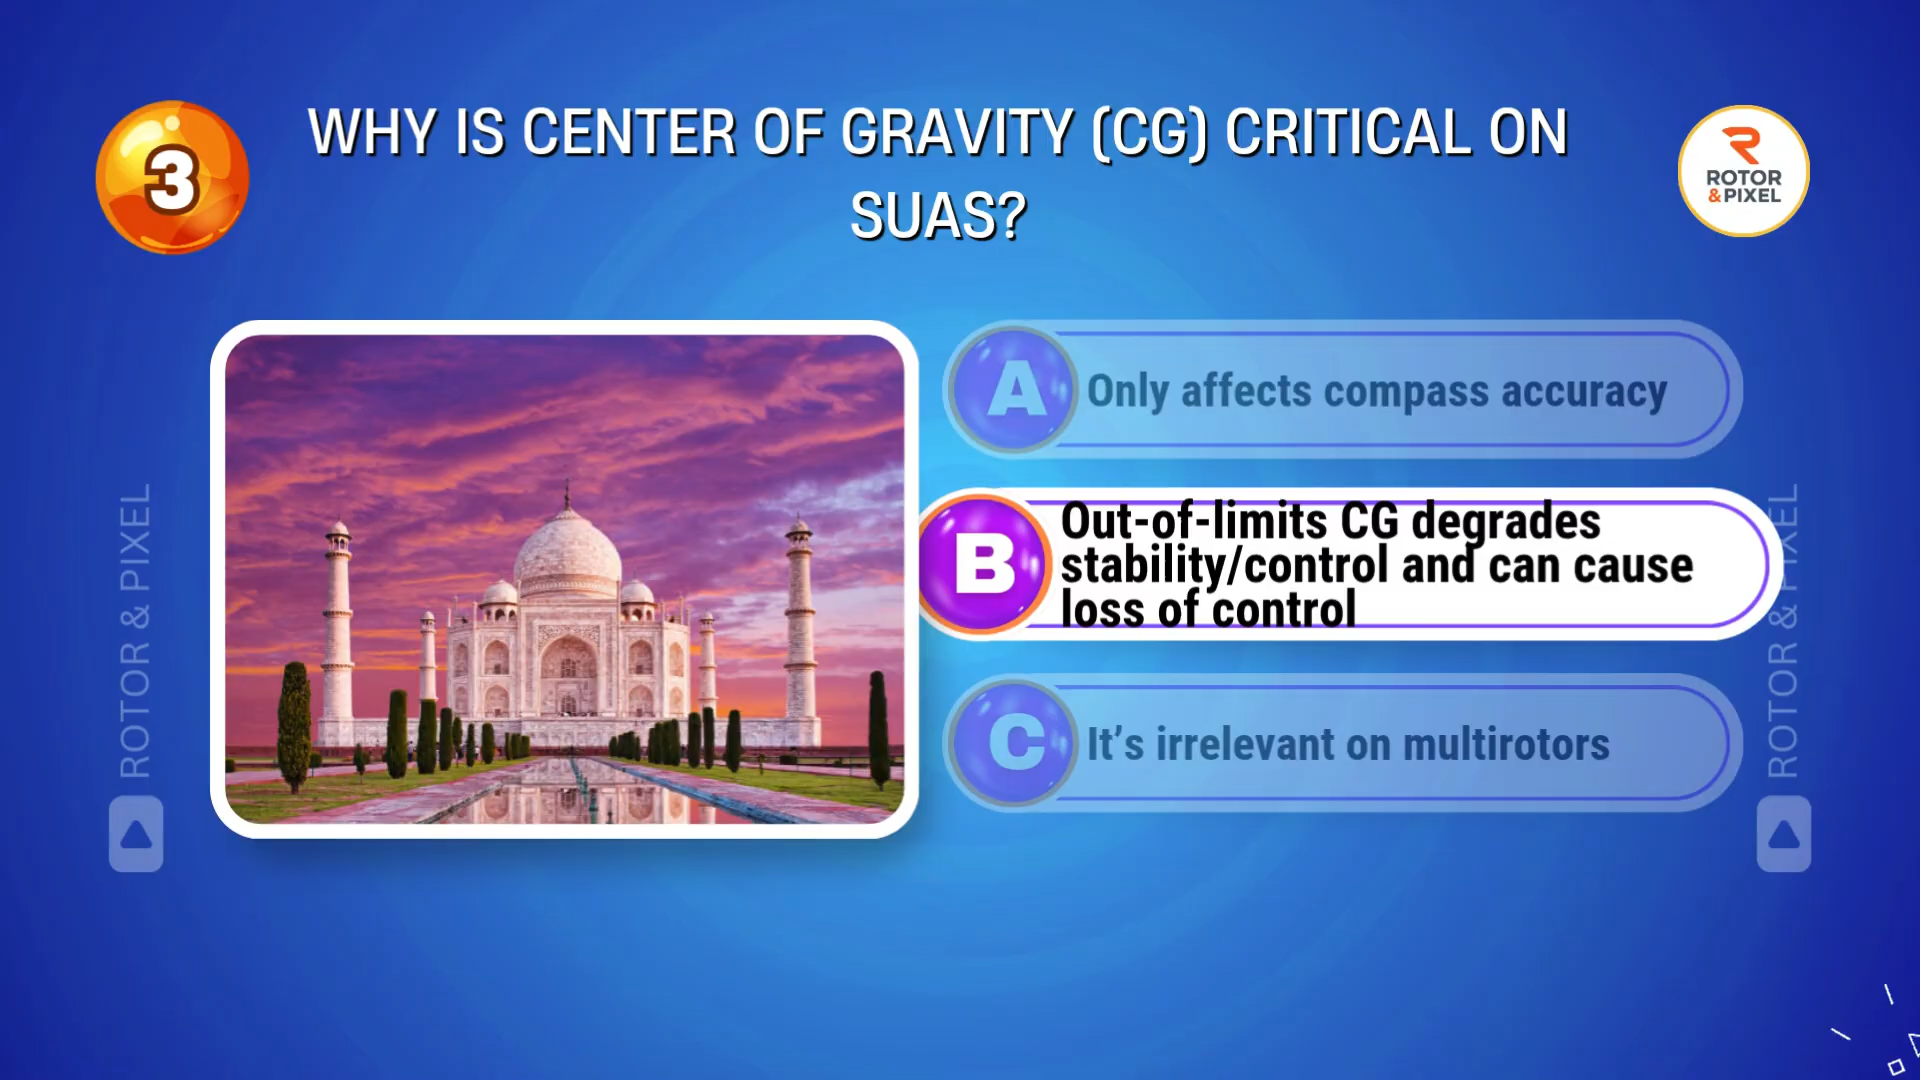 3
WHY IS CENTER OF GRAVITY (CG) CRITICAL ON
SUAS?
ROTOR
&PIXEL
A
Only affects compass accuracy
B
Out-of-limits CG degrades
stability/control and can cause
loss of control
C
It's irrelevant on multirotors
ROTOR & PIXEL
ROTOR & PIXEL